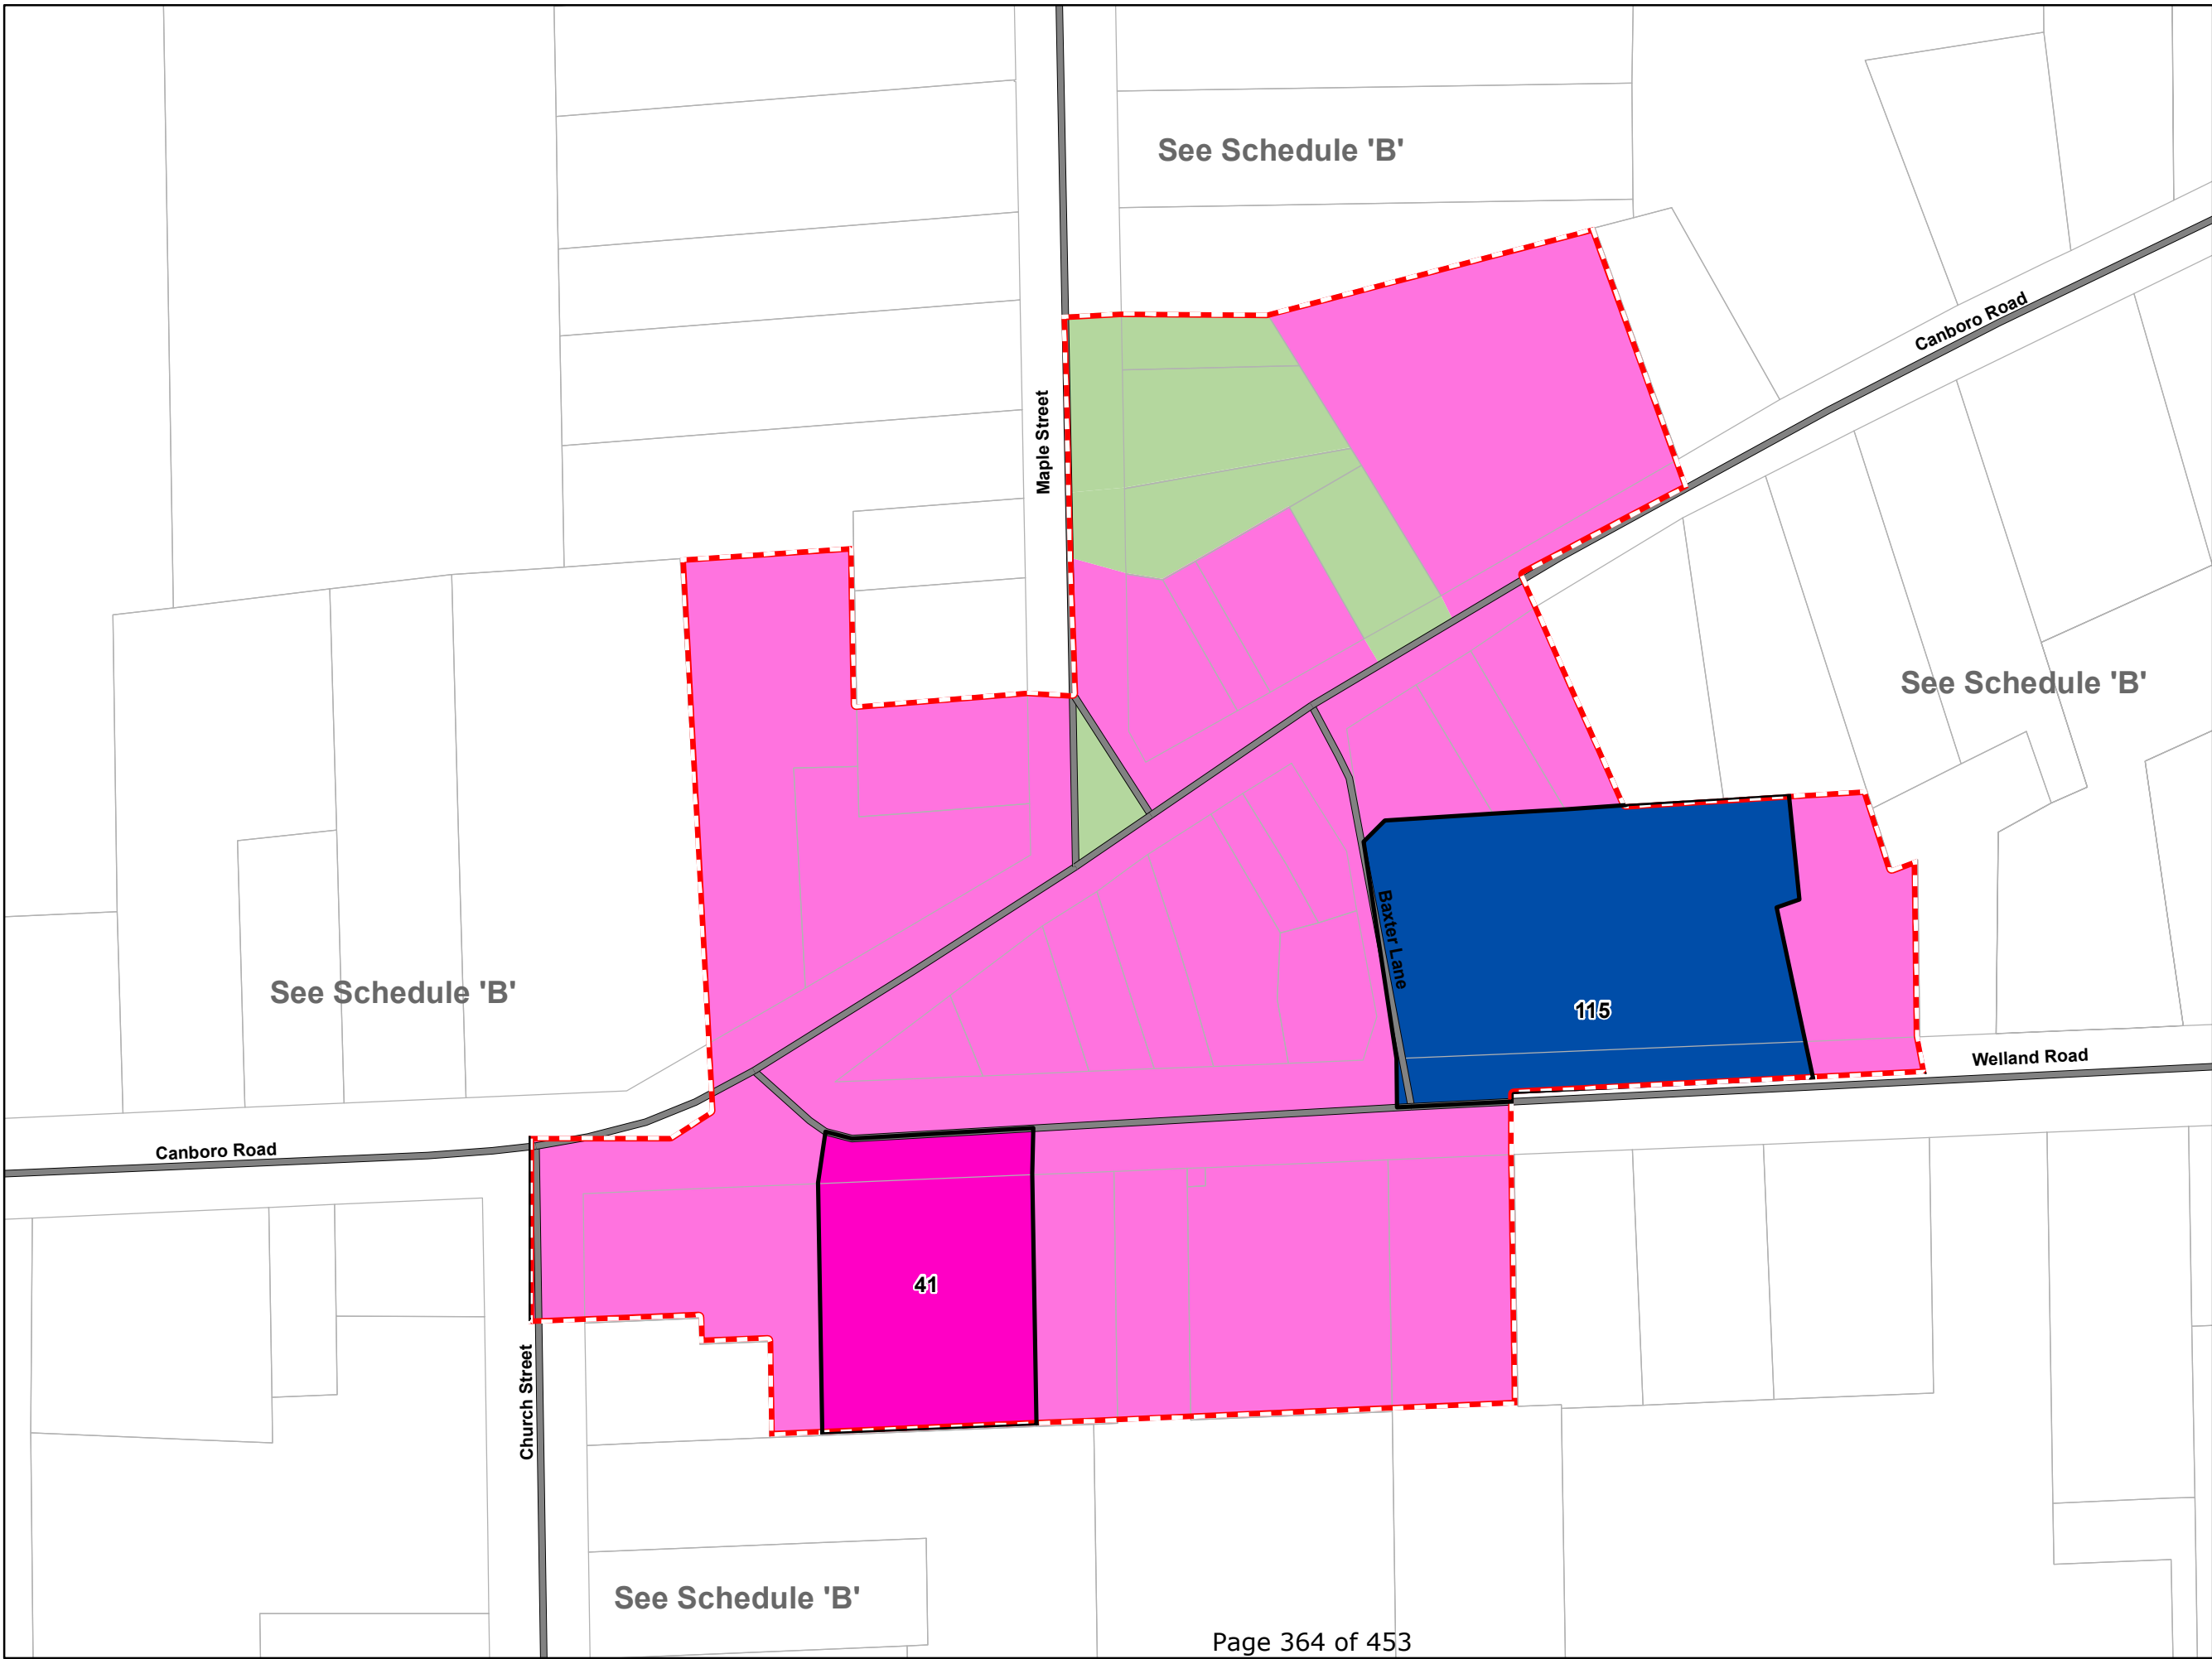 See Schedule 'B'
Canboro Road
Maple Street
See Schedule 'B'
Baxter Lane
See Schedule 'B'
115
Welland Road
Canboro Road
41
Church Street
See Schedule 'B'
Page 364 of 453